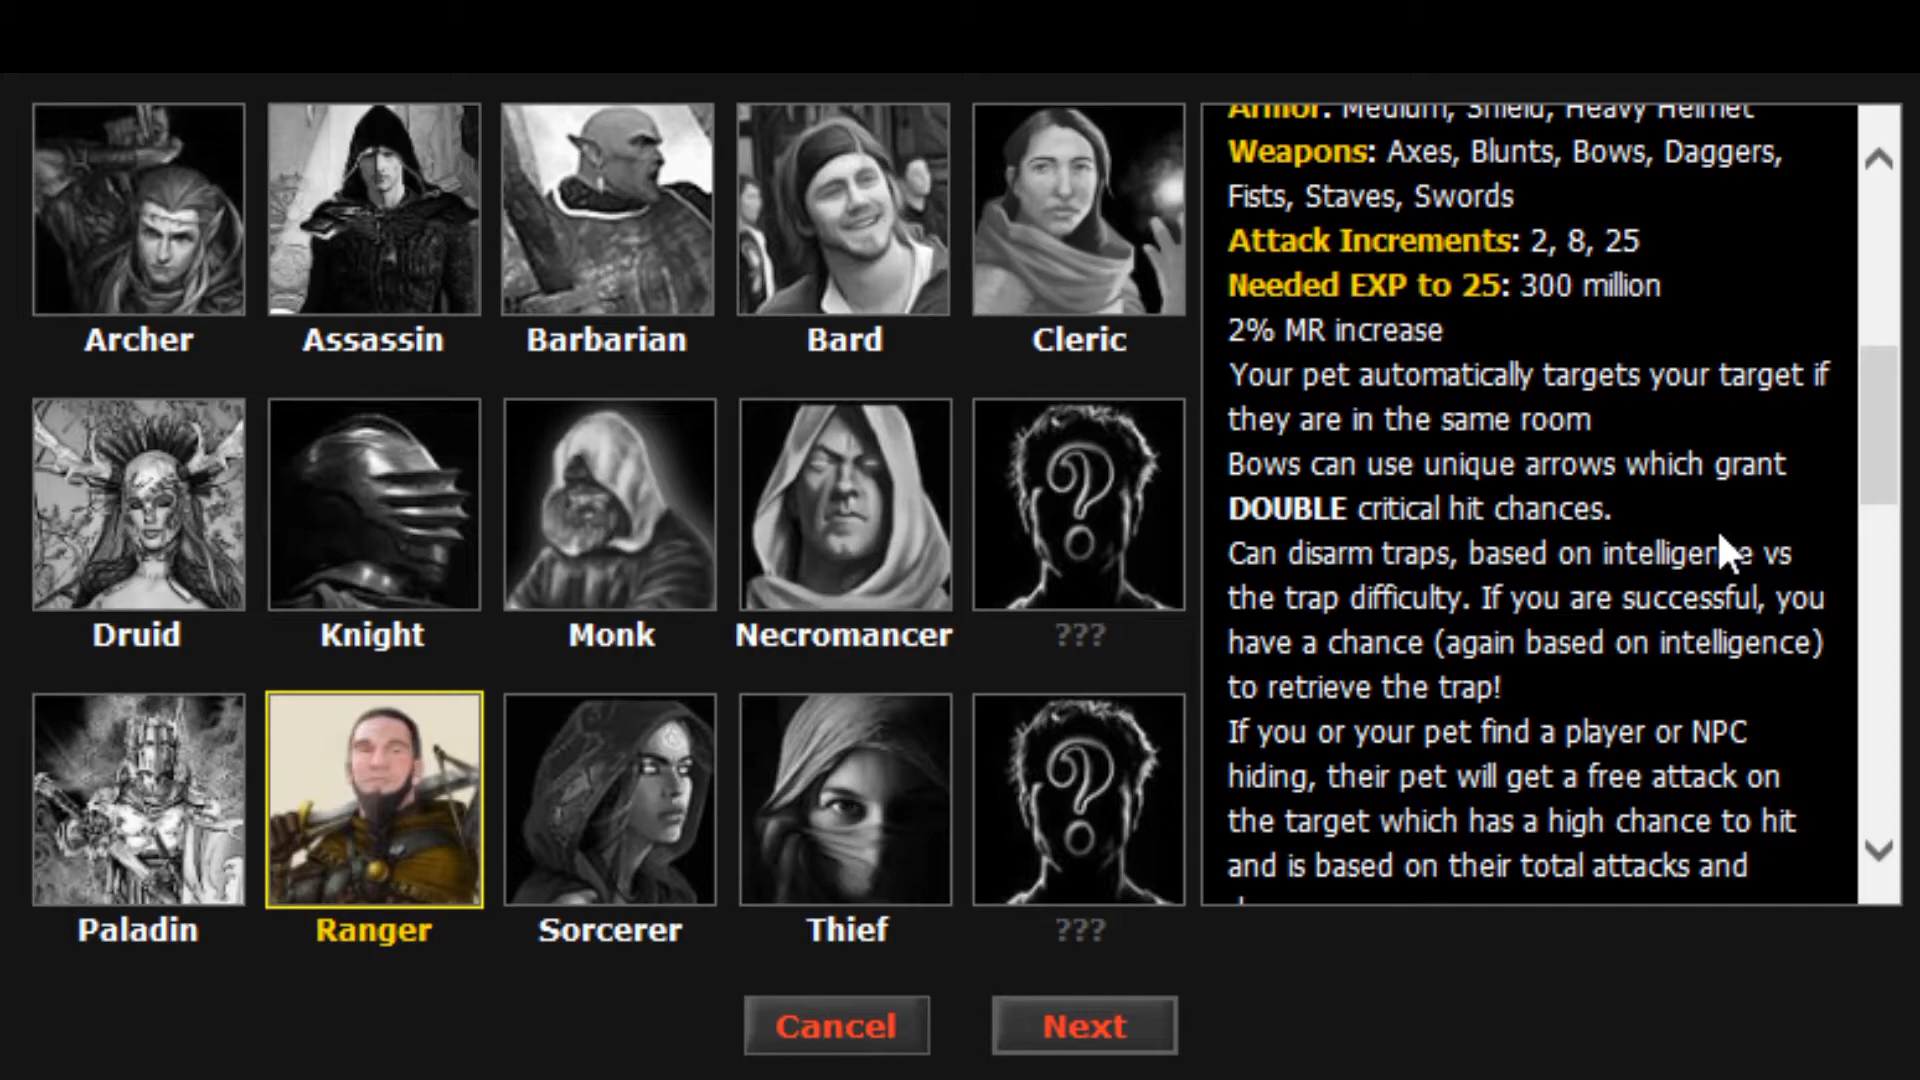 Archer
Assassin
Barbarian
Bard
Cleric
Druid
Knight
Monk
Necromancer
???
Paladin
Ranger
Sorcerer
Thief
???
Armor: Medium, Shield, Heavy Helmet
Weapons: Axes, Blunts, Bows, Daggers,
Fists, Staves, Swords
Attack Increments: 2, 8, 25
Needed EXP to 25: 300 million
2% MR increase
Your pet automatically targets your target if
they are in the same room
Bows can use unique arrows which grant
DOUBLE critical hit chances.
Can disarm traps, based on intelligence vs
the trap difficulty. If you are successful, you
have a chance (again based on intelligence)
to retrieve the trap!
If you or your pet find a player or NPC
hiding, their pet will get a free attack on
the target which has a high chance to hit
and is based on their total attacks and
Cancel
Next